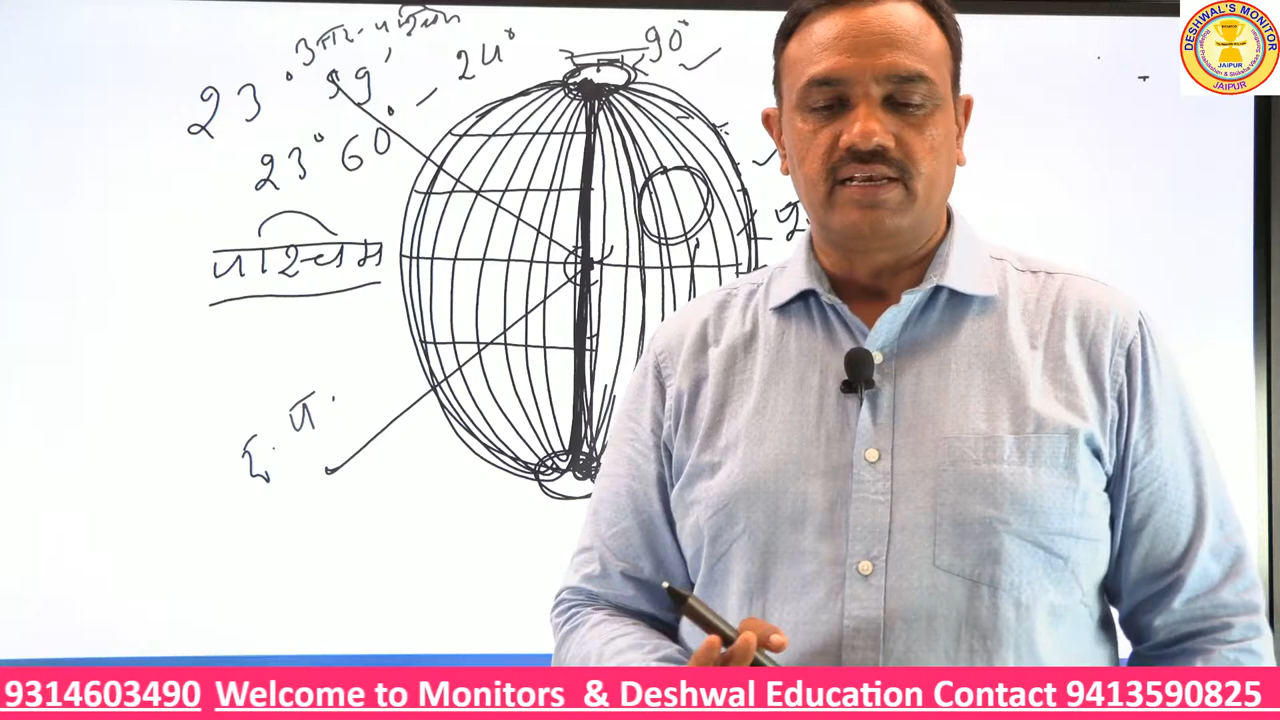 उत्तर-पश्चिम
90°
23° 59'
24°
23° 60'
पश्चिम
द. प.
DESHWAL'S MONITOR
JAIPUR
JAIPUR
9314603490 Welcome to Monitors & Deshwal Education Contact 9413590825